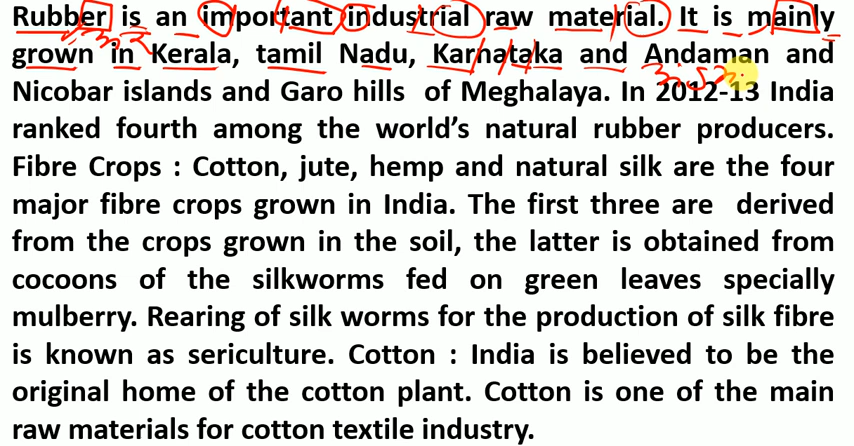 Rubber is an important industrial raw material. It is mainly
grown in Kerala, tamil Nadu, Karnataka and Andaman and
Nicobar islands and Garo hills of Meghalaya. In 2012-13 India
ranked fourth among the world's natural rubber producers.
Fibre Crops : Cotton, jute, hemp and natural silk are the four
major fibre crops grown in India. The first three are derived
from the crops grown in the soil, the latter is obtained from
cocoons of the silkworms fed on green leaves specially
mulberry. Rearing of silk worms for the production of silk fibre
is known as sericulture. Cotton : India is believed to be the
original home of the cotton plant. Cotton is one of the main
raw materials for cotton textile industry.